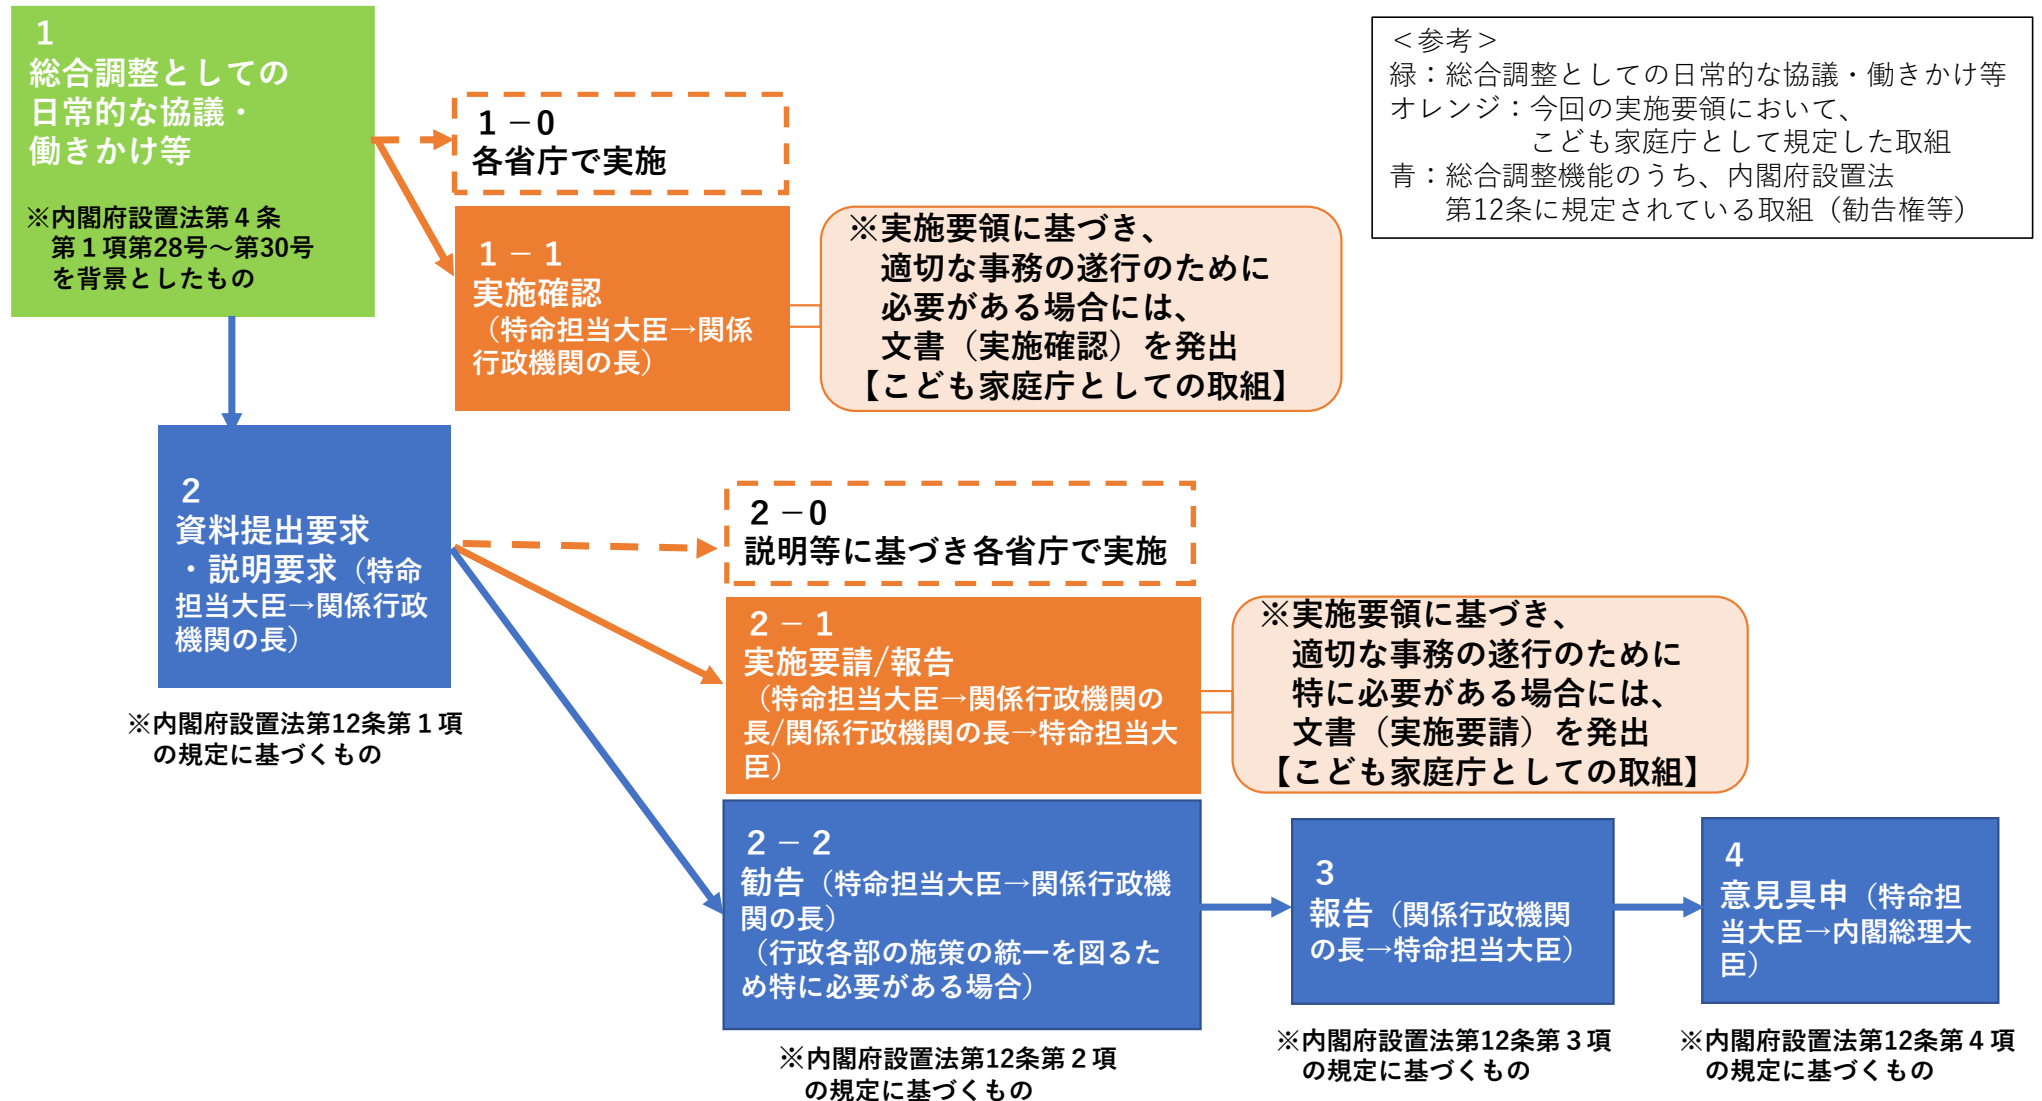 1
総合調整としての
日常的な協議・
働きかけ等
※内閣府設置法第４条
第１項第28号～第30号
を背景としたもの
１－０
各省庁で実施
１－１
実施確認
（特命担当大臣→関係
行政機関の長）
※実施要領に基づき、
適切な事務の遂行のために
必要がある場合には、
文書（実施確認）を発出
【こども家庭庁としての取組】
＜参考＞
緑：総合調整としての日常的な協議・働きかけ等
オレンジ：今回の実施要領において、
こども家庭庁として規定した取組
青：総合調整機能のうち、内閣府設置法
第12条に規定されている取組（勧告権等）
２
資料提出要求
・説明要求（特命
担当大臣→関係行政
機関の長）
※内閣府設置法第12条第１項
の規定に基づくもの
２－０
説明等に基づき各省庁で実施
２－１
実施要請/報告
（特命担当大臣→関係行政機関の
長/関係行政機関の長→特命担当大
臣）
※実施要領に基づき、
適切な事務の遂行のために
特に必要がある場合には、
文書（実施要請）を発出
【こども家庭庁としての取組】
２－２
勧告（特命担当大臣→関係行政機
関の長）
（行政各部の施策の統一を図るた
め特に必要がある場合）
※内閣府設置法第12条第２項
の規定に基づくもの
３
報告（関係行政機関
の長→特命担当大臣）
※内閣府設置法第12条第３項
の規定に基づくもの
４
意見具申（特命担
当大臣→内閣総理大
臣）
※内閣府設置法第12条第４項
の規定に基づくもの